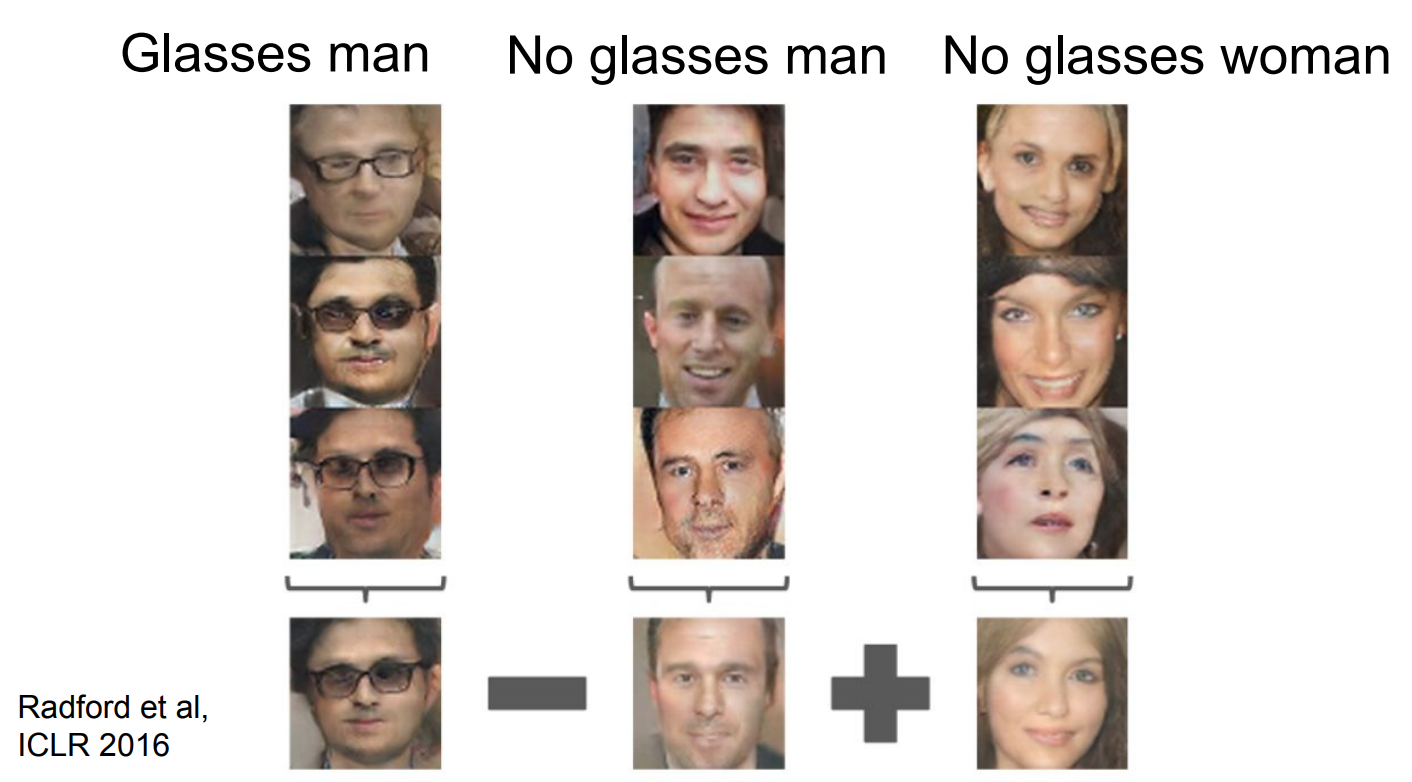 Glasses man
No glasses man
No glasses woman
Radford et al,
ICLR 2016